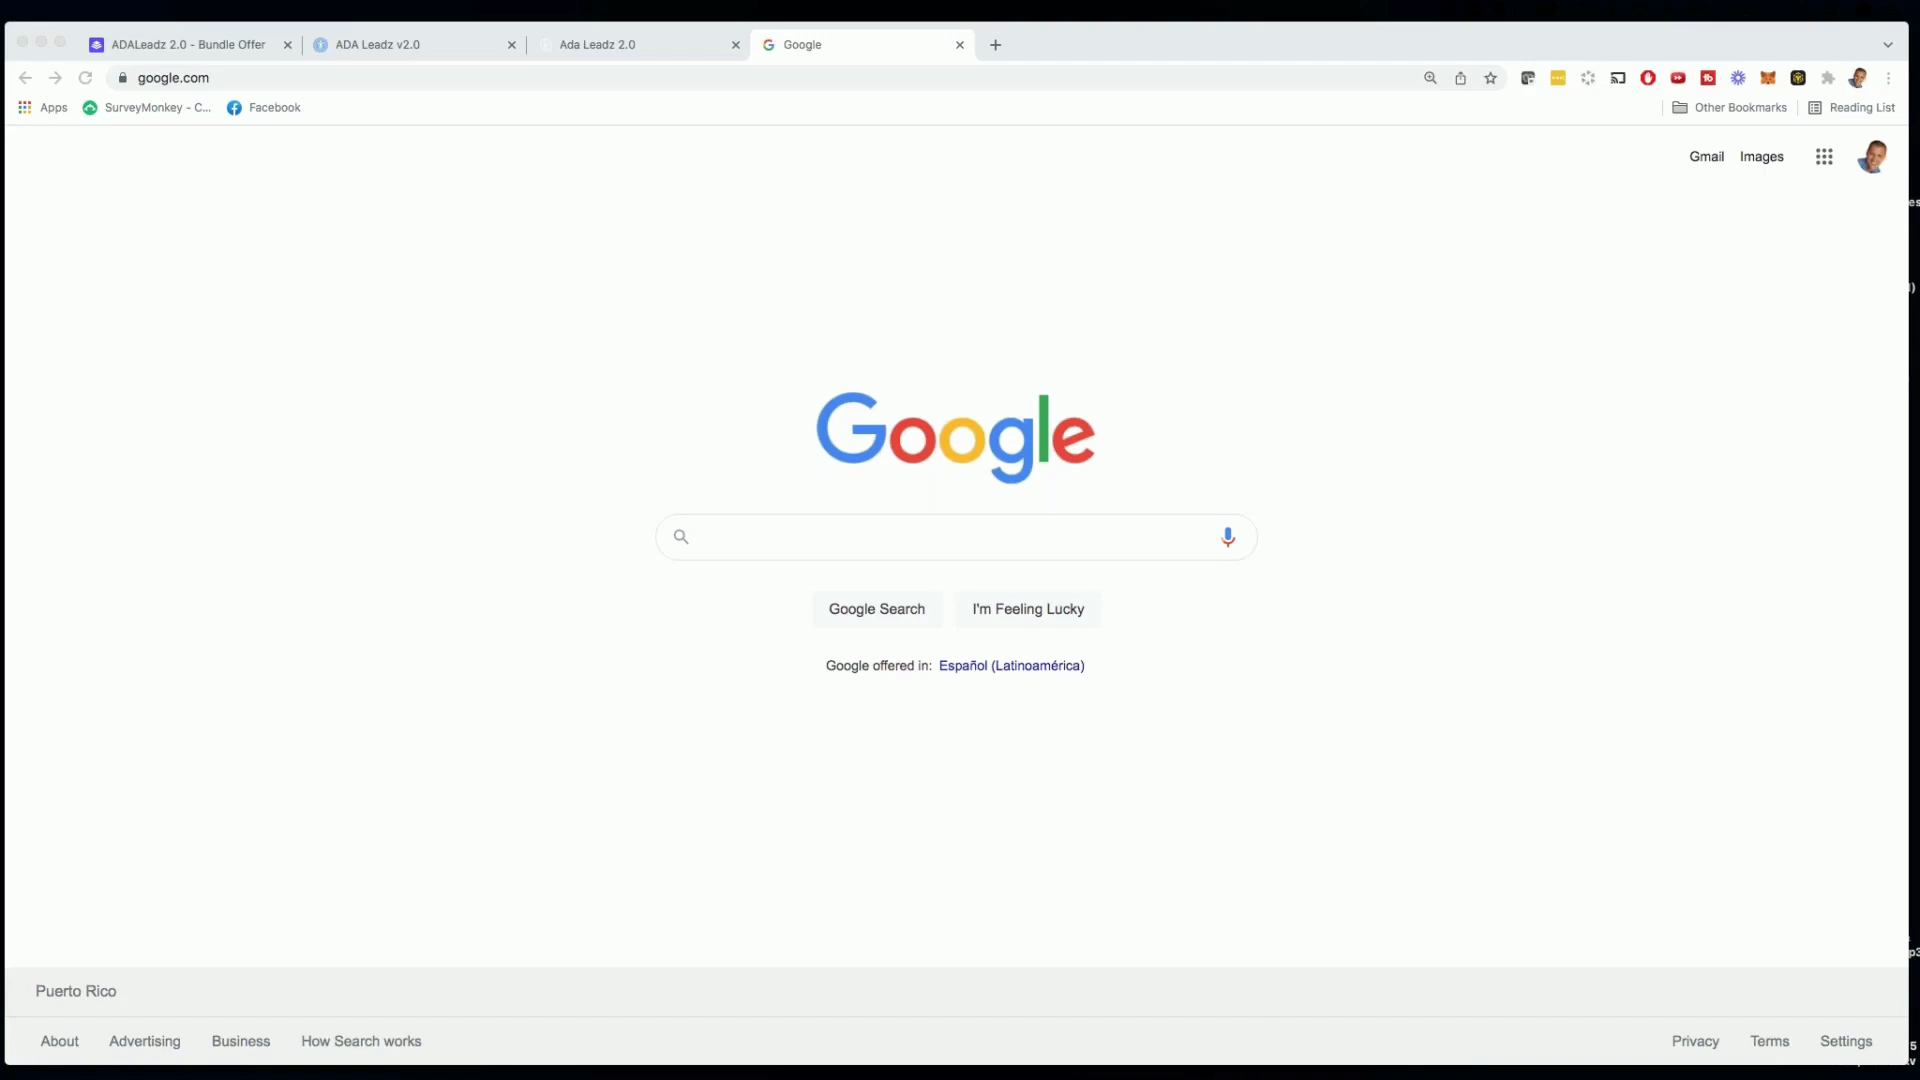 ADALeadz 2.0 - Bundle Offer
ADA Leadz v2.0
Ada Leadz 2.0
Google
google.com
Apps
SurveyMonkey - C...
Facebook
Other Bookmarks
Reading List
Gmail
Images
Google
Google Search
I'm Feeling Lucky
Google offered in: Español (Latinoamérica)
Puerto Rico
About
Advertising
Business
How Search works
Privacy
Terms
Settings